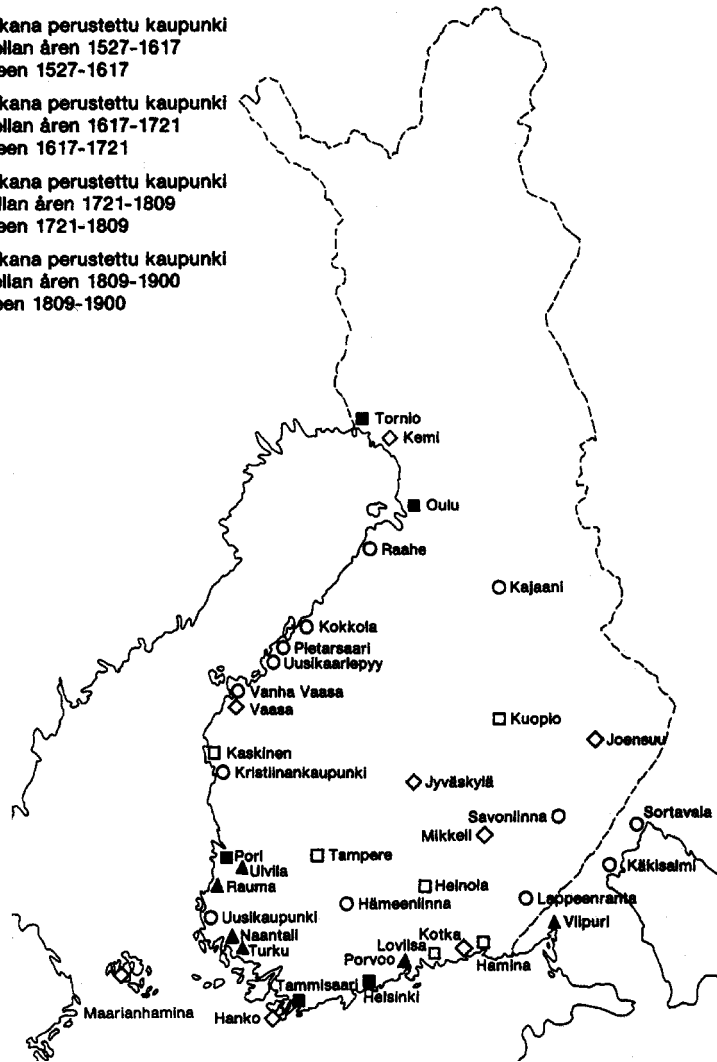 kana perustettu kaupunki
llan åren 1527-1617
een 1527-1617
kana perustettu kaupunki
llan åren 1617-1721
een 1617-1721
kana perustettu kaupunki
llan åren 1721-1809
een 1721-1809
kana perustettu kaupunki
ellan åren 1809-1900
een 1809-1900
Tornio
Kemi
Oulu
Raahe
Kajaani
Kokkola
Pietarsaari
Uusikaarlepyy
Vanha Vaasa
Vaasa
Kuopio
Joensuu
Kaskinen
Kristiinankaupunki
Jyväskylä
Savonlinna
Sortavala
Mikkeli
Pori
Tampere
Ulvila
Käkisalmi
Rauma
Heinola
Hämeenlinna
Lappeenranta
Uusikaupunki
Viipuri
Naantali
Kotka
Turku
Loviisa
Hamina
Porvoo
Tammisaari
Helsinki
Maarianhamina
Hanko